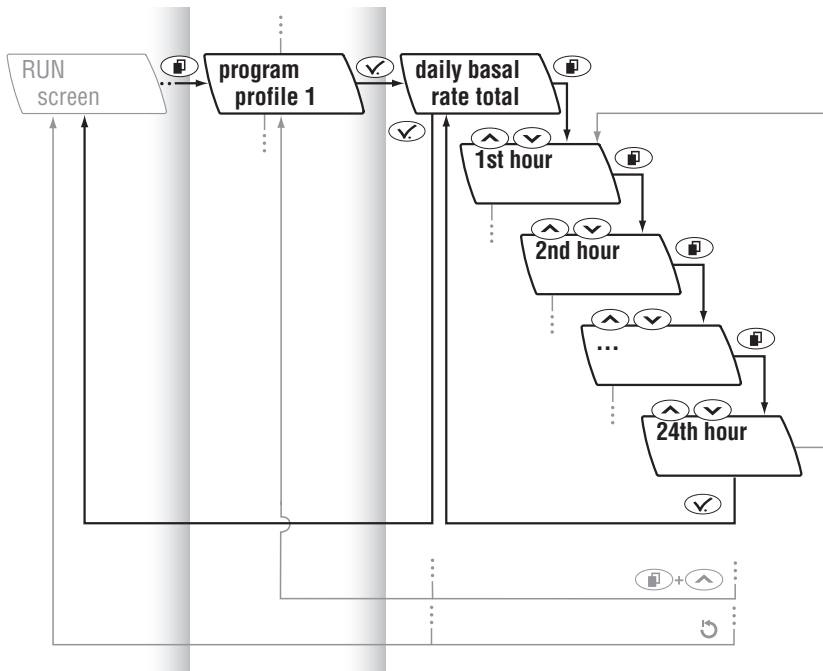 RUN
screen
program
profile 1
daily basal
rate total
1st hour
2nd hour
...
24th hour
+